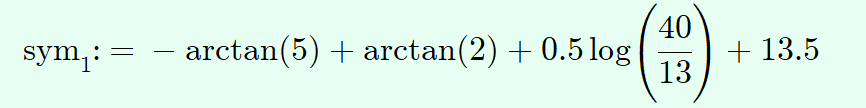 sym₁: = − arctan(5) + arctan(2) + 0.5 log(40/13) + 13.5